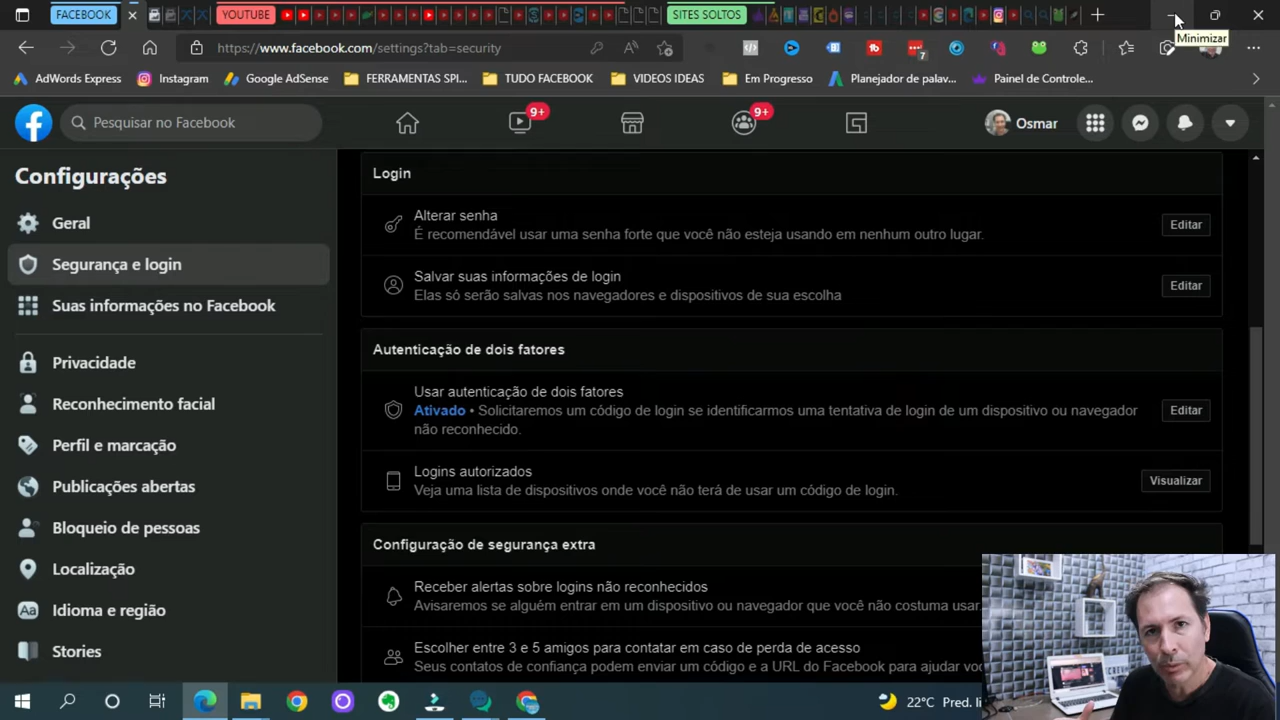 FACEBOOK
YOUTUBE
SITES SOLTOS
https://www.facebook.com/settings?tab=security
7
Minimizar
AdWords Express
Instagram
Google AdSense
FERRAMENTAS SPI...
TUDO FACEBOOK
VIDEOS IDEAS
Em Progresso
Planejador de palav...
Painel de Controle...
Pesquisar no Facebook
9+
9+
Osmar
Configurações
Geral
Segurança e login
Suas informações no Facebook
Privacidade
Reconhecimento facial
Perfil e marcação
Publicações abertas
Bloqueio de pessoas
Localização
Aa
Idioma e região
Stories
Login
Alterar senha
É recomendável usar uma senha forte que você não esteja usando em nenhum outro lugar.
Editar
Salvar suas informações de login
Elas só serão salvas nos navegadores e dispositivos de sua escolha
Editar
Autenticação de dois fatores
Usar autenticação de dois fatores
Ativado • Solicitaremos um código de login se identificarmos uma tentativa de login de um dispositivo ou navegador
não reconhecido.
Editar
Logins autorizados
Veja uma lista de dispositivos onde você não terá de usar um código de login.
Visualizar
Configuração de segurança extra
Receber alertas sobre logins não reconhecidos
Avisaremos se alguém entrar em um dispositivo ou navegador que você não costuma usar
Escolher entre 3 e 5 amigos para contatar em caso de perda de acesso
Seus contatos de confiança podem enviar um código e a URL do Facebook para ajudar
22°C
Pred.